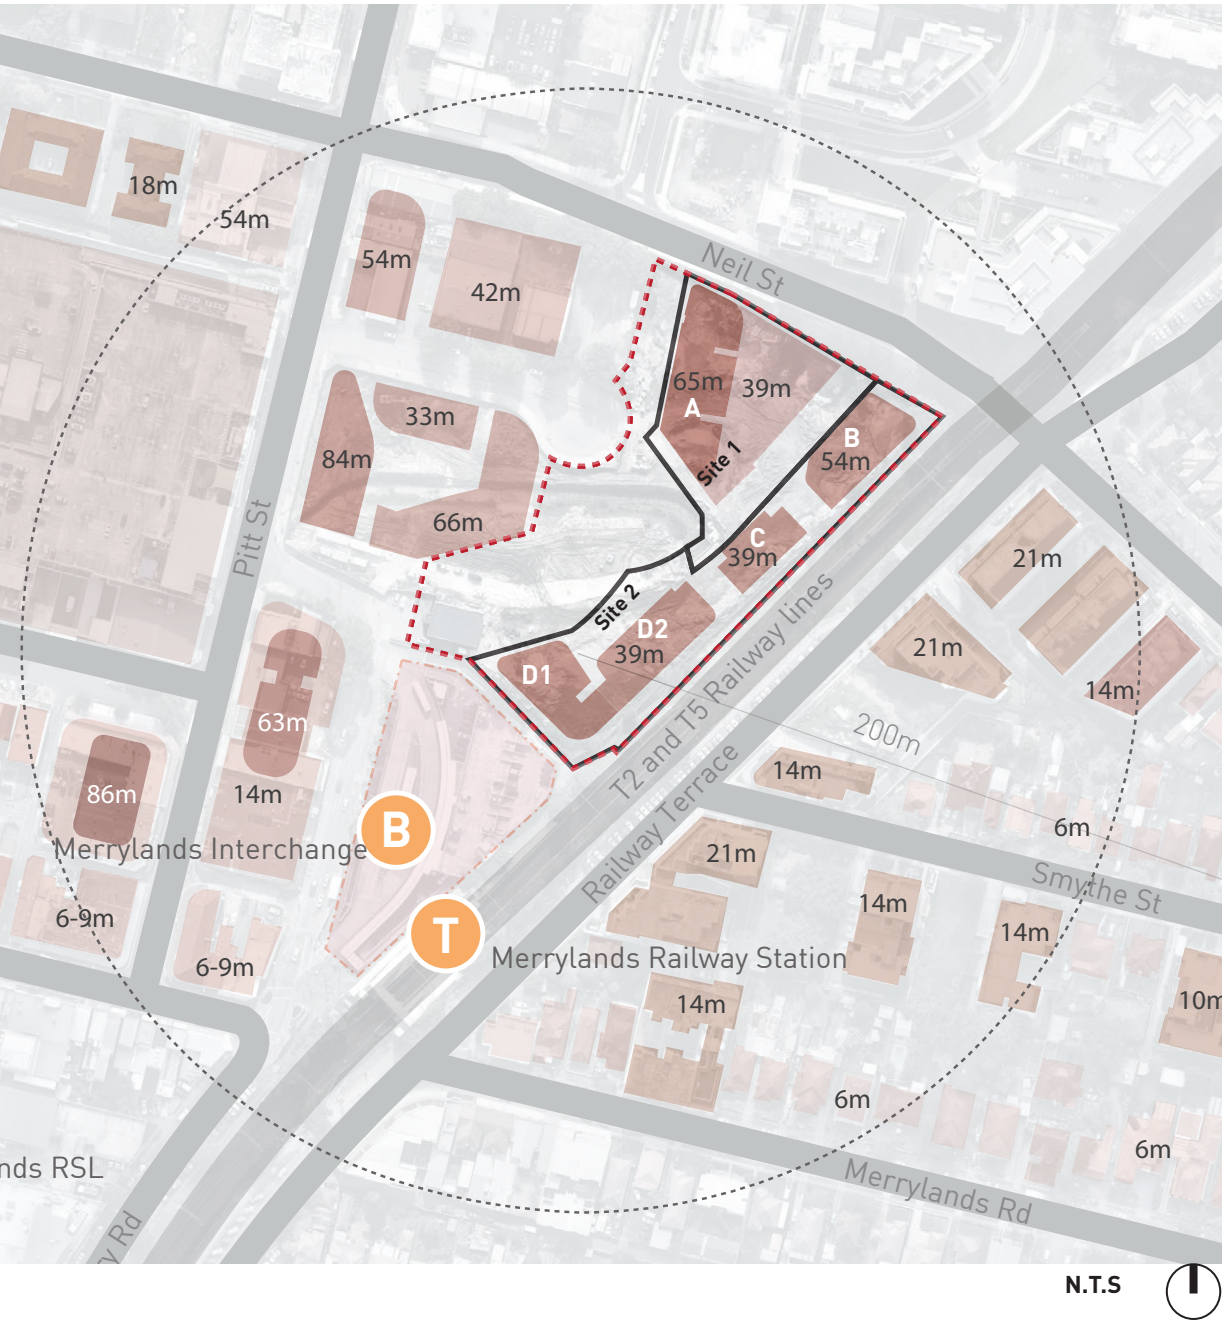 18m
54m
Neil St
54m
42m
65m
39m
A
33m
B
54m
Site 1
84m
66m
Pitt St
C
39m
21m
Site 2
D2
39m
D1
21m
14m
63m
T2 and T5 Railway lines
200m
86m
14m
14m
Railway Terrace
6m
B
Merrylands Interchange
21m
Smythe St
6-9m
14m
T
14m
Merrylands Railway Station
6-9m
14m
10m
6m
6m
nds RSL
Merrylands Rd
ry Rd
N.T.S